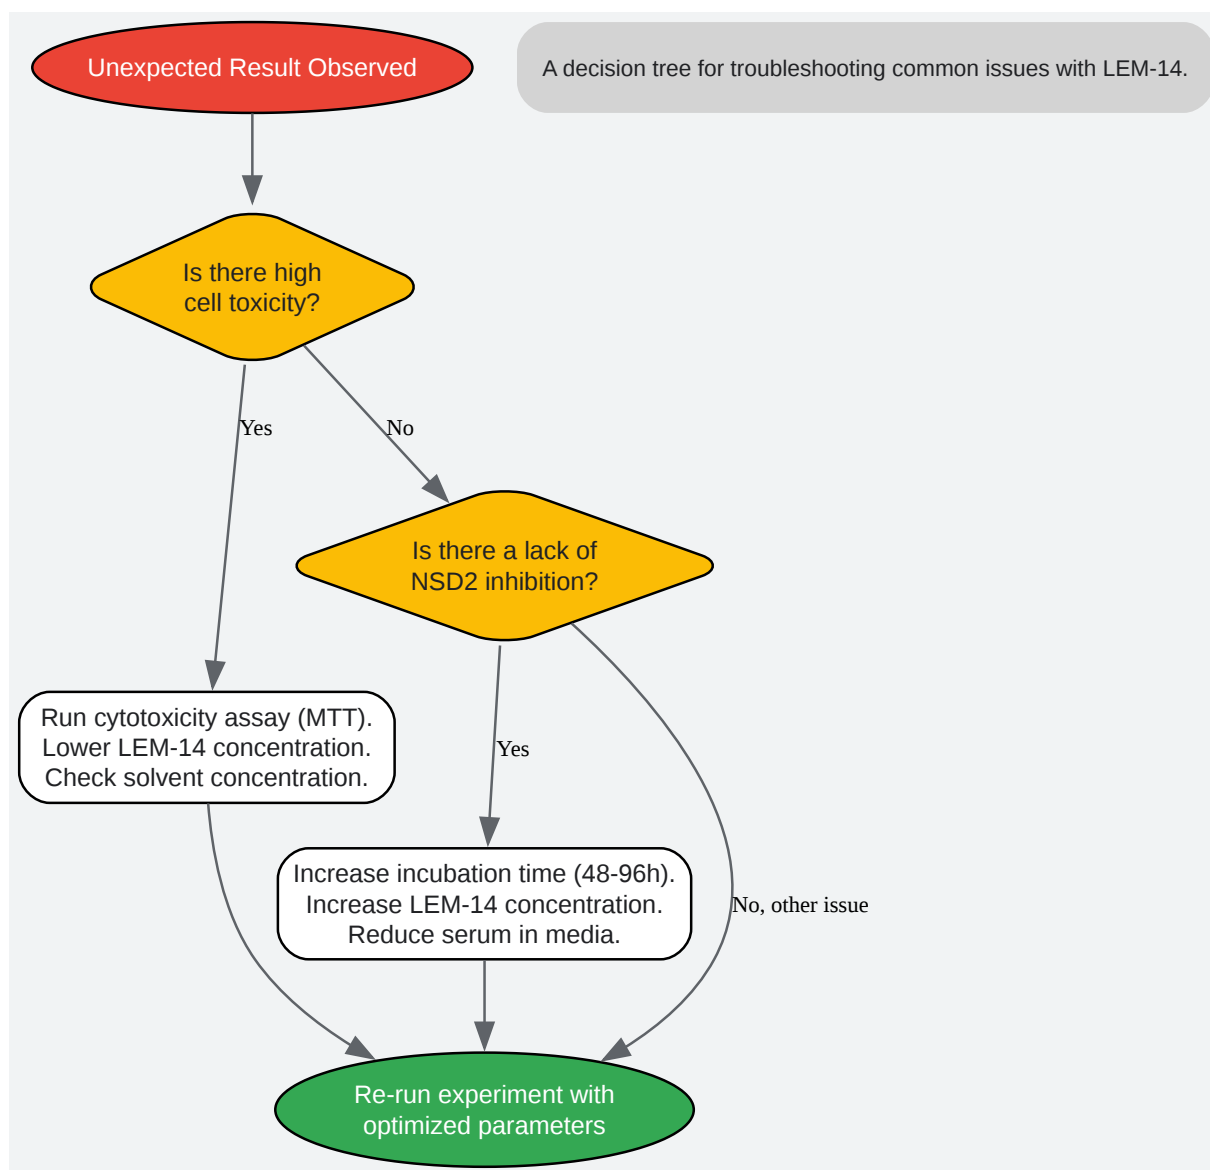 Unexpected Result Observed
A decision tree for troubleshooting common issues with LEM-14.
Is there high
cell toxicity?
Yes
No
Is there a lack of
NSD2 inhibition?
Run cytotoxicity assay (MTT).
Lower LEM-14 concentration.
Check solvent concentration.
Yes
Increase incubation time (48-96h).
Increase LEM-14 concentration.
Reduce serum in media.
No, other issue
Re-run experiment with
optimized parameters